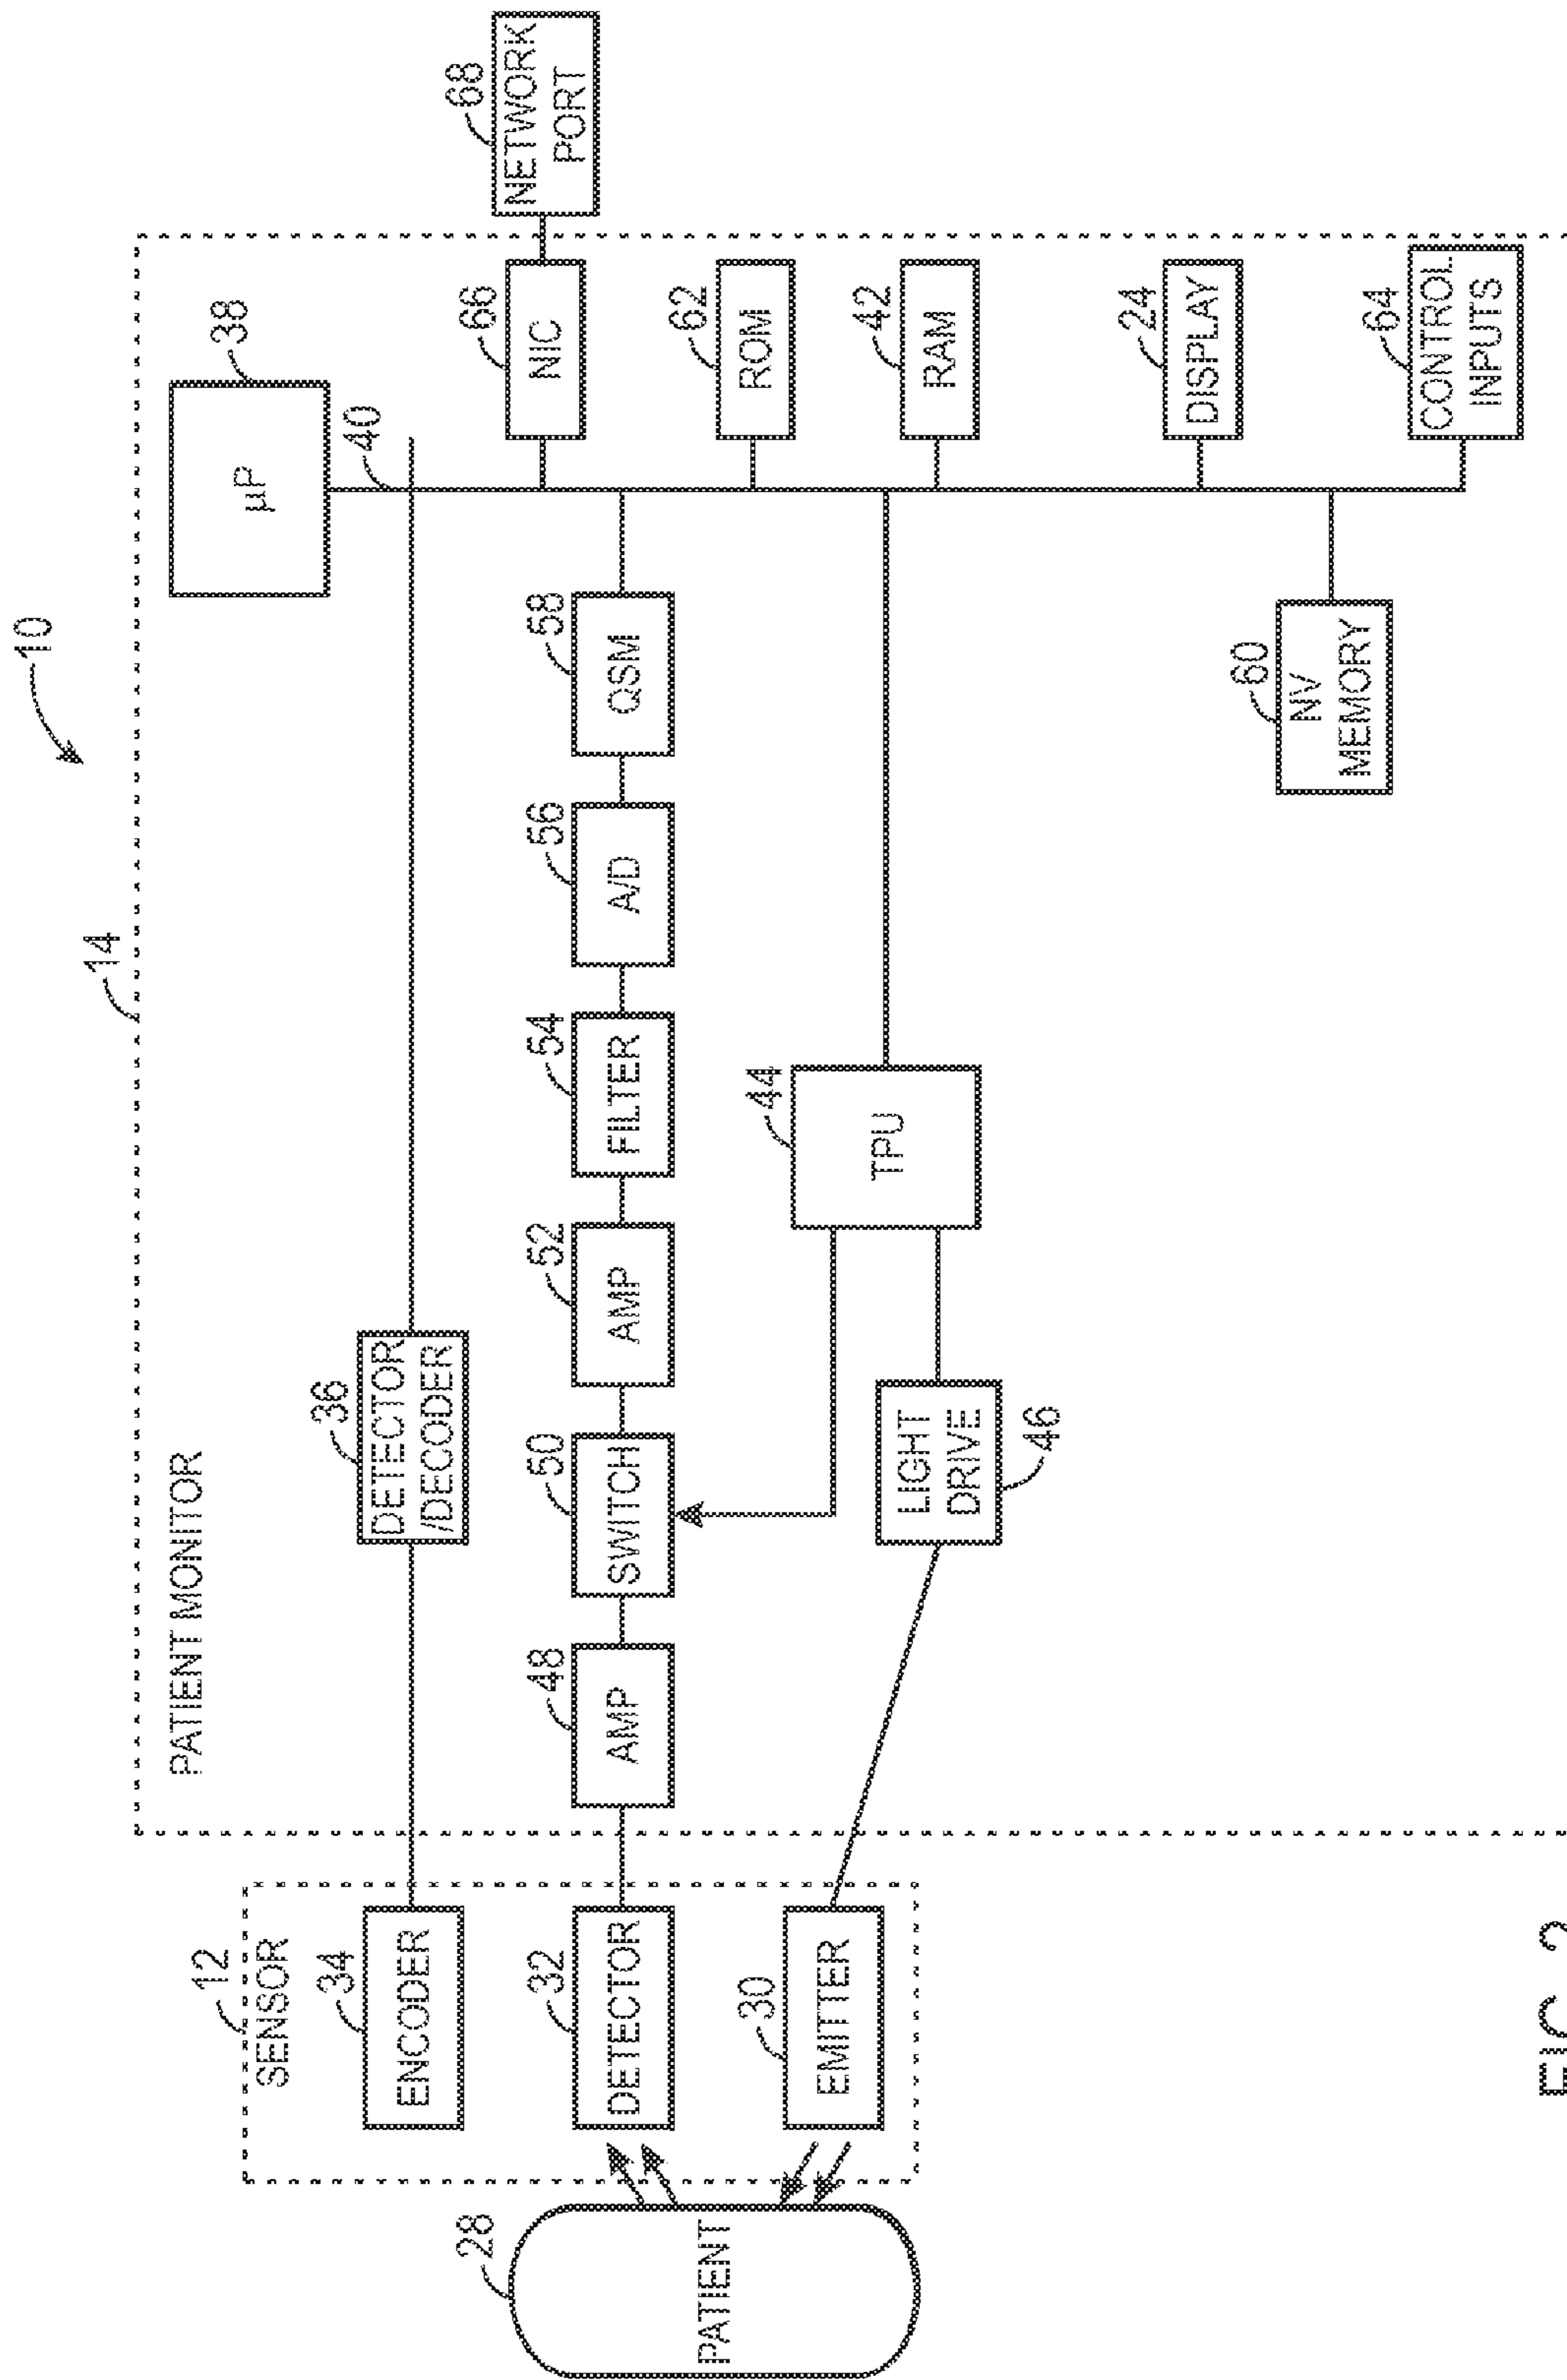 10
14
PATIENT MONITOR
38
µP
40
68
NETWORK
PORT
66
NIC
62
ROM
42
RAM
24
DISPLAY
64
CONTROL
INPUTS
36
DETECTOR
/DECODER
48
AMP
50
SWITCH
52
AMP
54
FILTER
56
A/D
58
QSM
44
TPU
LIGHT
DRIVE
46
60
NV
MEMORY
12
SENSOR
34
ENCODER
32
DETECTOR
30
EMITTER
28
PATIENT
FIG. 2